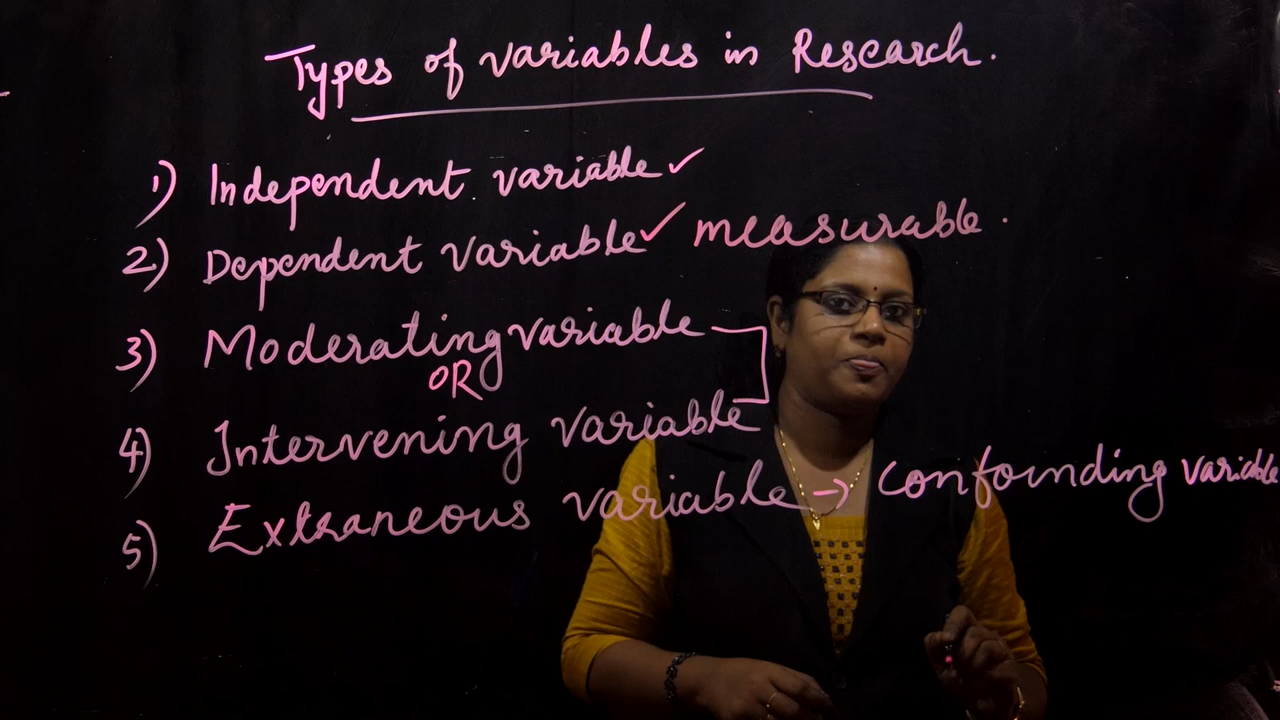 Types of variables in Research.
1) Independent variable ✓
2) Dependent variable ✓ measurable.
3) Moderating variable
OR
4) Intervening variable
5) Extraneous variable → Confounding variable